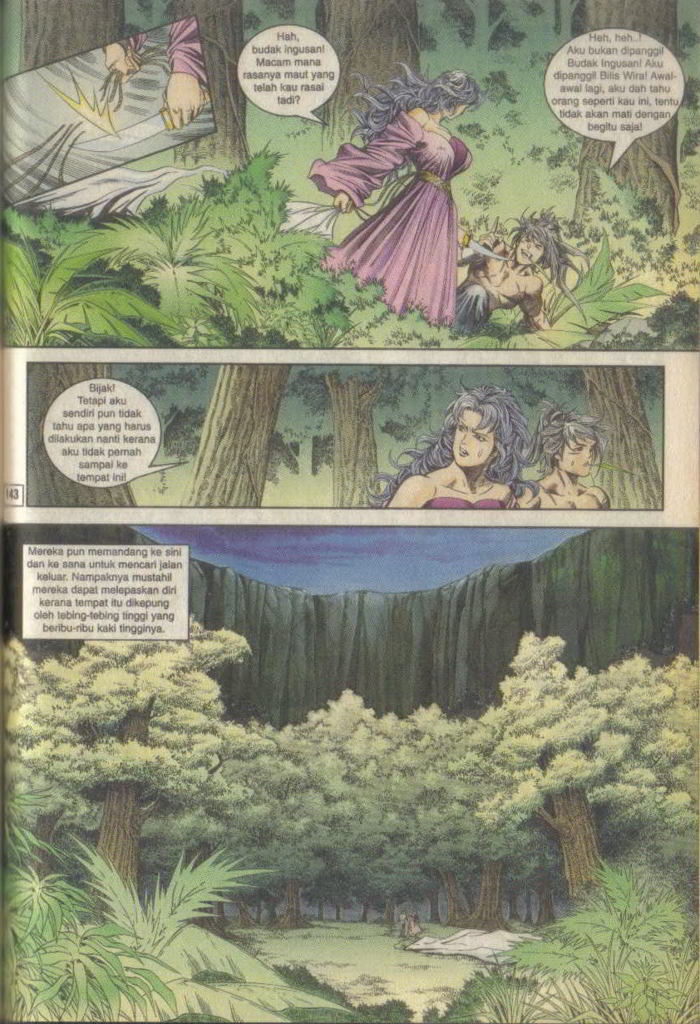 Hah,
budak ingusan!
Macam mana
rasanya maut yang
telah kau rasai
tadi?
Heh, heh..!
Aku bukan dipanggil
Budak Ingusan! Aku
dipanggil Bilis Wira! Awal-
awal lagi, aku dah tahu
orang seperti kau ini, tentu
tidak akan mati dengan
begitu saja!
Bijak!
Tetapi aku
sendiri pun tidak
tahu apa yang harus
dilakukan nanti kerana
aku tidak pernah
sampai ke
tempat ini!
143
Mereka pun memandang ke sini
dan ke sana untuk mencari jalan
keluar. Nampaknya mustahil
mereka dapat melepaskan diri
kerana tempat itu dikepung
oleh tebing-tebing tinggi yang
beribu-ribu kaki tingginya.